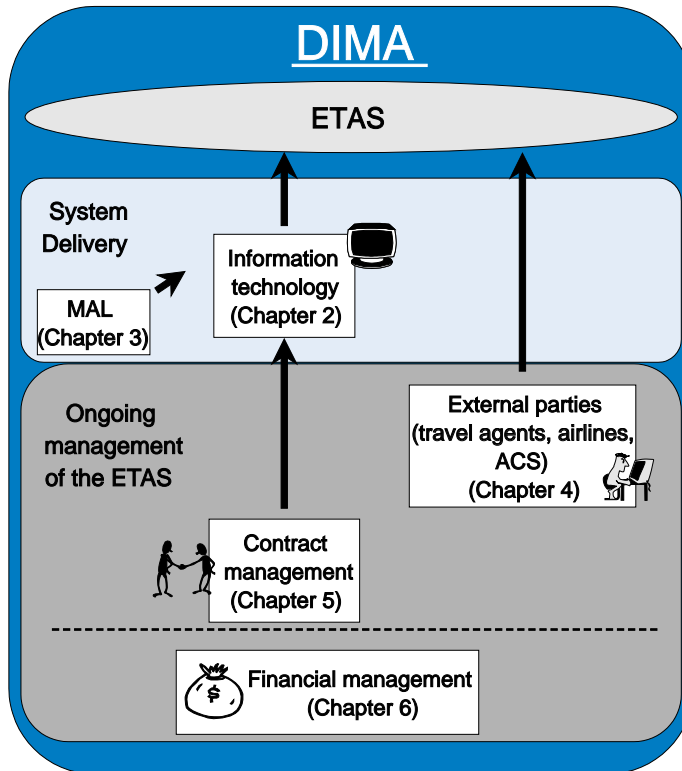 DIMA
ETAS
System
Delivery
Information
technology
(Chapter 2)
MAL
(Chapter 3)
Ongoing
management
of the ETAS
External parties
(travel agents, airlines,
ACS)
(Chapter 4)
Contract
management
(Chapter 5)
$
Financial management
(Chapter 6)